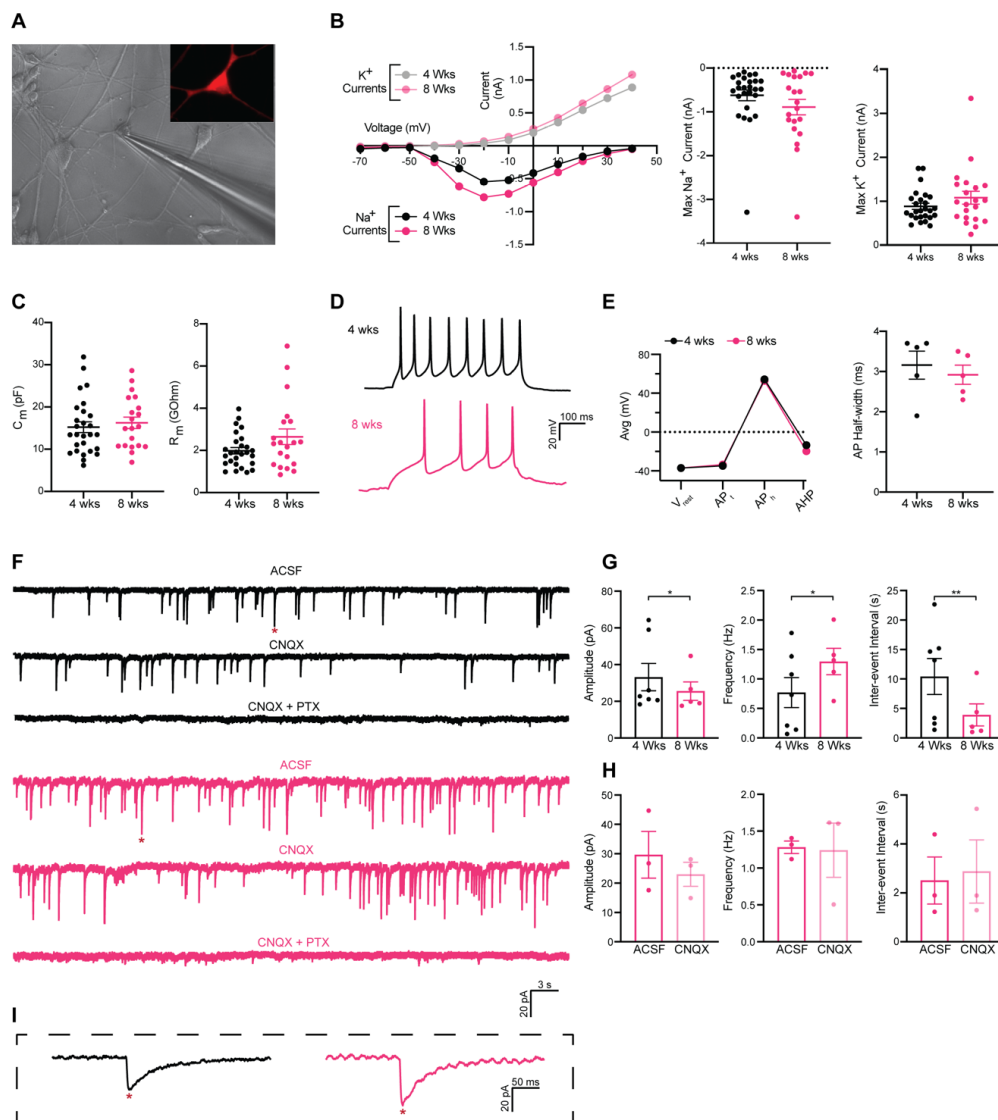 A
B
K+
Currents
4 Wks
8 Wks
Current
(nA)
1.5
1.0
0.5
Voltage (mV)
-70
-50
-30
-10
10
30
50
-0.5
-1.0
-1.5
Na+
Currents
4 Wks
8 Wks
Max Na+ Current (nA)
0
-1
-2
-3
-4
4 wks
8 wks
Max K+ Current (nA)
4
3
2
1
0
4 wks
8 wks
C
Cm (pF)
40
30
20
10
0
4 wks
8 wks
Rm (GOhm)
8
6
4
2
0
4 wks
8 wks
D
4 wks
8 wks
20 mV
100 ms
E
4 wks
8 wks
Avg (mV)
40
0
-40
Vrest
APt
APh
AHP
AP Half-width (ms)
4
3
2
1
0
4 wks
8 wks
F
ACSF
*
CNQX
CNQX + PTX
ACSF
*
CNQX
CNQX + PTX
20 pA
3 s
G
Amplitude (pA)
80
60
40
20
0
*
4 Wks
8 Wks
Frequency (Hz)
2.5
2.0
1.5
1.0
0.5
0.0
*
4 Wks
8 Wks
Inter-event Interval (s)
25
20
15
10
5
0
**
4 Wks
8 Wks
H
Amplitude (pA)
50
40
30
20
10
0
ACSF
CNQX
Frequency (Hz)
2.0
1.5
1.0
0.5
0.0
ACSF
CNQX
Inter-event Interval (s)
6
4
2
0
ACSF
CNQX
I
*
*
20 pA
50 ms